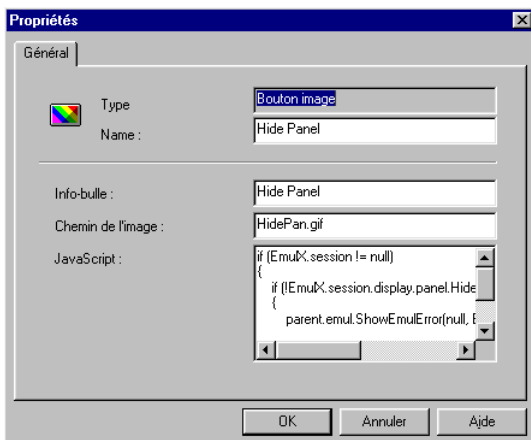 Propriétés
Général
Type
Bouton image
Name :
Hide Panel
Info-bulle :
Hide Panel
Chemin de l'image :
HidePan.gif
JavaScript :
if (EmulX.session != null)
{
if (!EmulX.session.display.panel.Hide
{
parent.emul.ShowEmulError(null, E
OK
Annuler
Aide